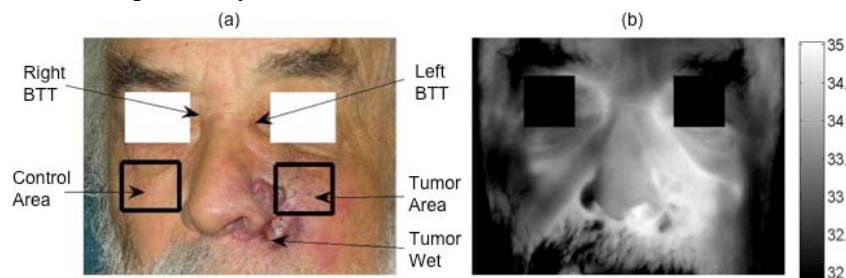 (a)
(b)
Right
BTT
Left
BTT
Control
Area
Tumor
Area
Tumor
Wet
35
34.
34
33.
33
32.
32